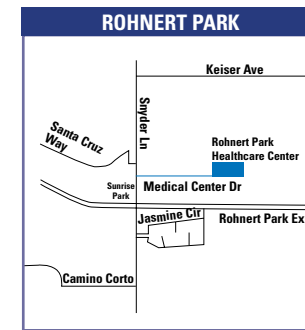 ROHNERT PARK
Keiser Ave
Snyder Ln
Santa Cruz
Way
Rohnert Park
Healthcare Center
Sunrise
Park
Medical Center Dr
Jasmine Cir
Rohnert Park Ex
Camino Corto